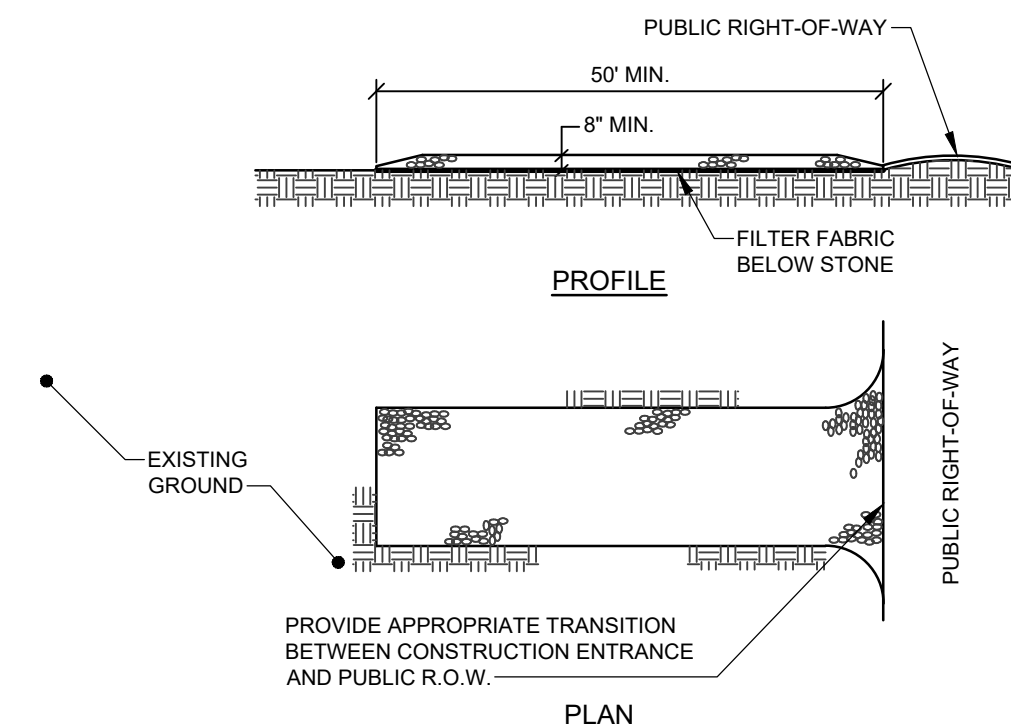 PUBLIC RIGHT-OF-WAY
50' MIN.
8" MIN.
FILTER FABRIC
BELOW STONE
PROFILE
PUBLIC RIGHT-OF-WAY
EXISTING
GROUND
PROVIDE APPROPRIATE TRANSITION
BETWEEN CONSTRUCTION ENTRANCE
AND PUBLIC R.O.W.
PLAN